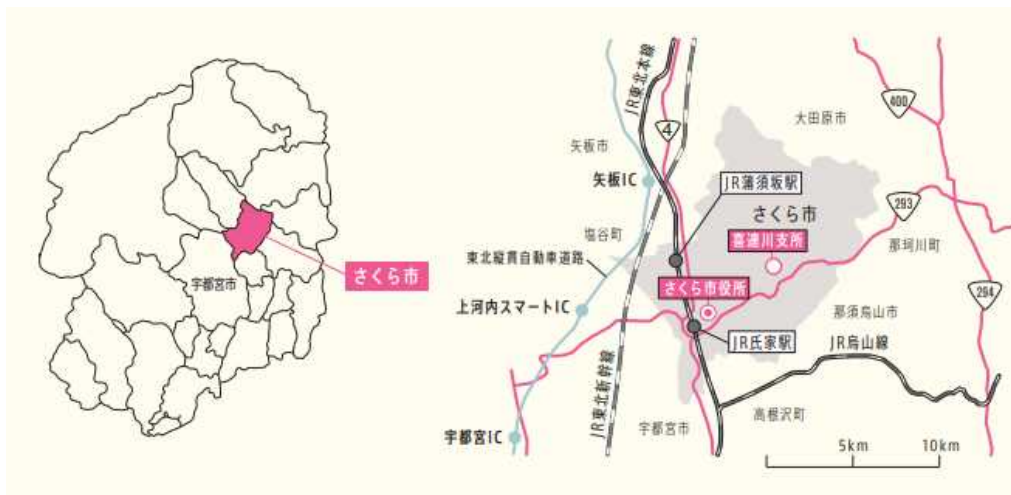 宇都宮市
さくら市
JR東北本線
4
400
大田原市
矢板市
矢板IC
JR蒲須坂駅
さくら市
293
喜連川支所
塩谷町
那珂川町
東北縦貫自動車道路
さくら市役所
294
上河内スマートIC
那須烏山市
JR氏家駅
JR烏山線
JR東北新幹線
高根沢町
宇都宮市
宇都宮IC
5km
10km